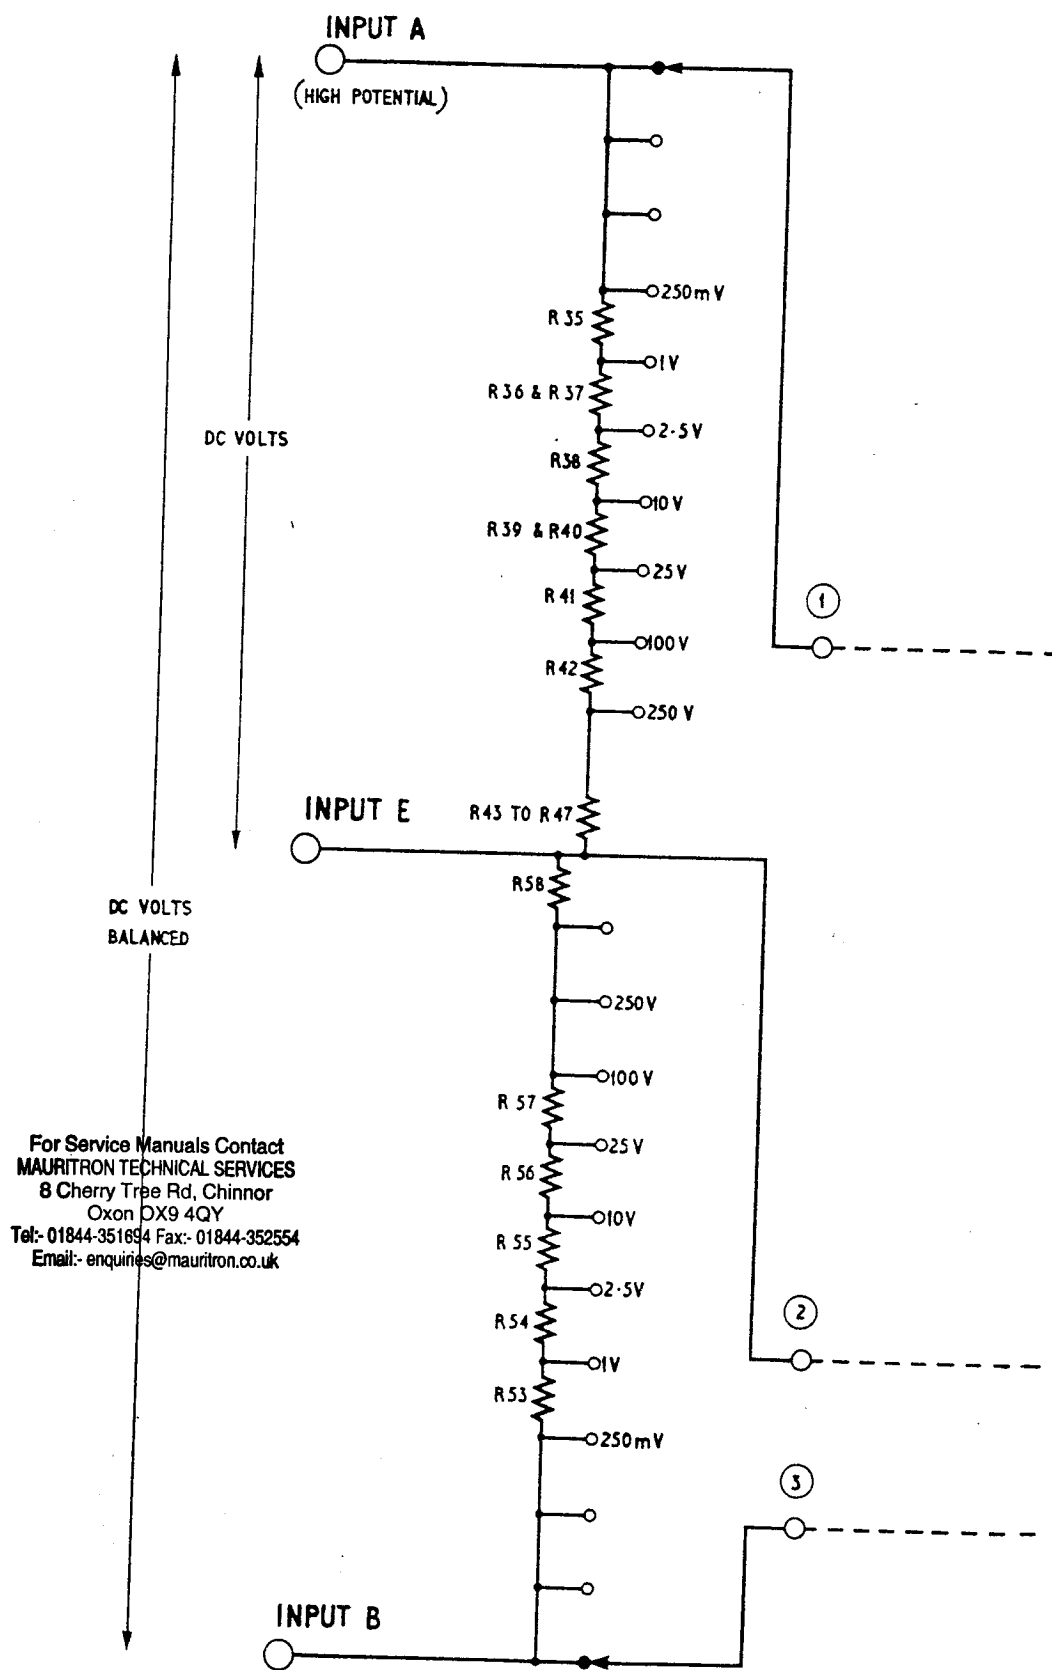 INPUT A
(HIGH POTENTIAL)
250mV
R35
1V
R36 & R37
2·5V
DC VOLTS
R38
10V
R39 & R40
25V
R41
1
100V
R42
250V
INPUT E
R43 TO R47
R58
DC VOLTS
BALANCED
250V
100V
R 57
For Service Manuals Contact
MAURITRON TECHNICAL SERVICES
8 Cherry Tree Rd, Chinnor
Oxon OX9 4QY
Tel:- 01844-351694 Fax:- 01844-352554
Email:- enquiries@mauritron.co.uk
25V
R56
10V
R 55
2·5V
2
R54
1V
R53
250mV
3
INPUT B